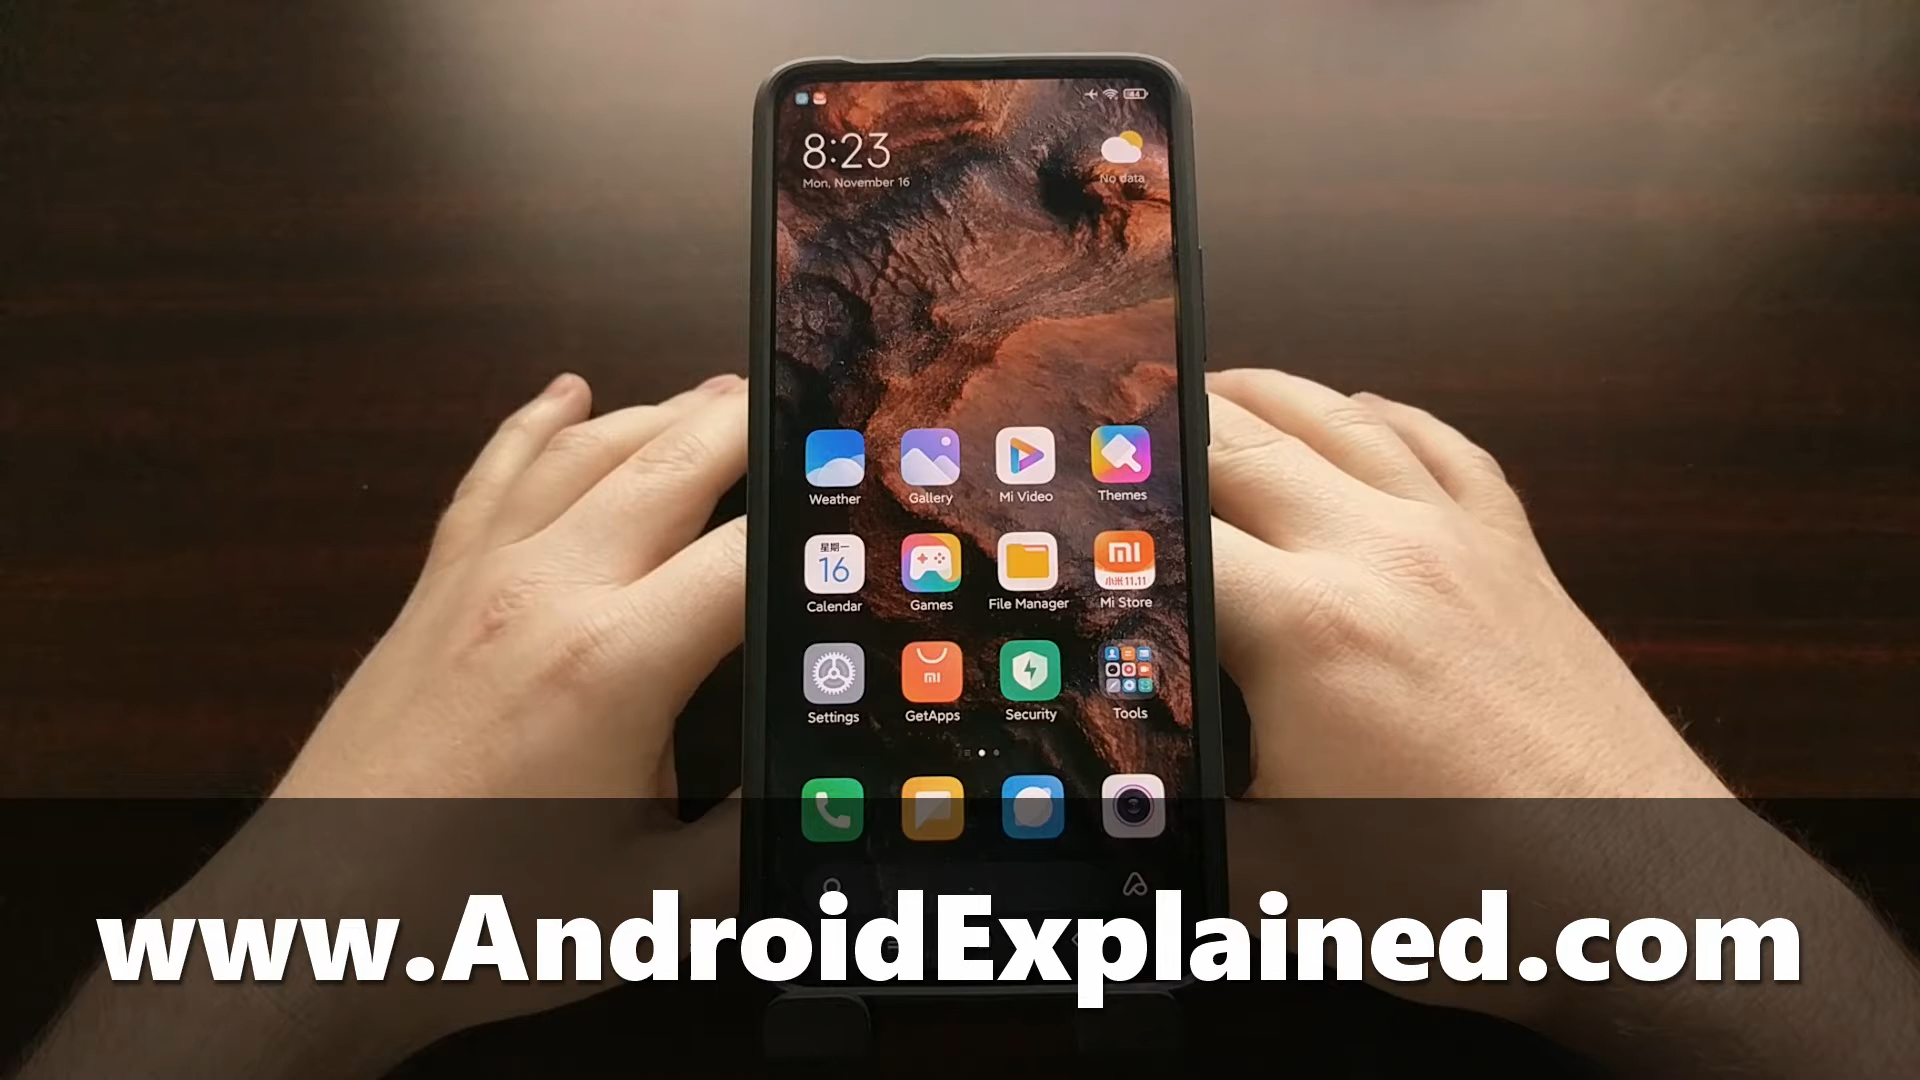 8:23
Mon, November 16
No data
Weather
Gallery
Mi Video
Themes
星期一
16
mi
小米11.11
Calendar
Games
File Manager
Mi Store
mi
Settings
GetApps
Security
Tools
www.AndroidExplained.com